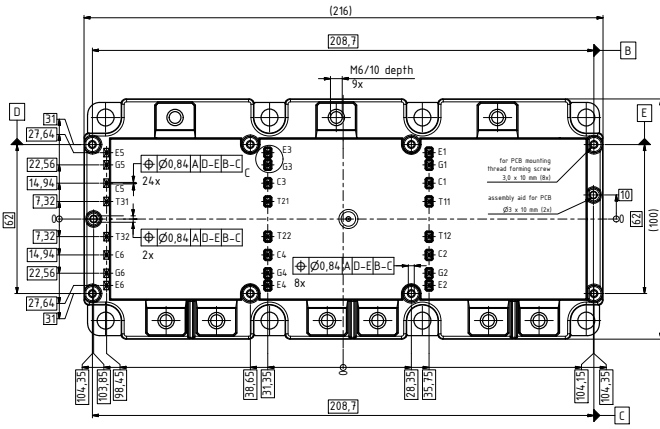 (216)
208,7
B
M6/10 depth
9x
D
E
31
27,64
22,56
14,94
7,32
62
7,32
14,94
22,56
27,64
31
E5
G5
C5
T31
T32
C6
G6
E6
Ø0,84 A D-E B-C
24x
C
Ø0,84 A D-E B-C
2x
E3
G3
C3
T21
T22
C4
G4
E4
Ø0,84 A D-E B-C
8x
E1
G1
C1
T11
T12
C2
G2
E2
for PCB mounting
thread forming screw
3,0 x 10 mm (8x)
assembly aid for PCB
Ø3 x 10 mm (2x)
10
62
(100)
0
0
0
104,35
103,85
98,45
38,65
31,35
28,35
35,75
104,15
104,35
208,7
C